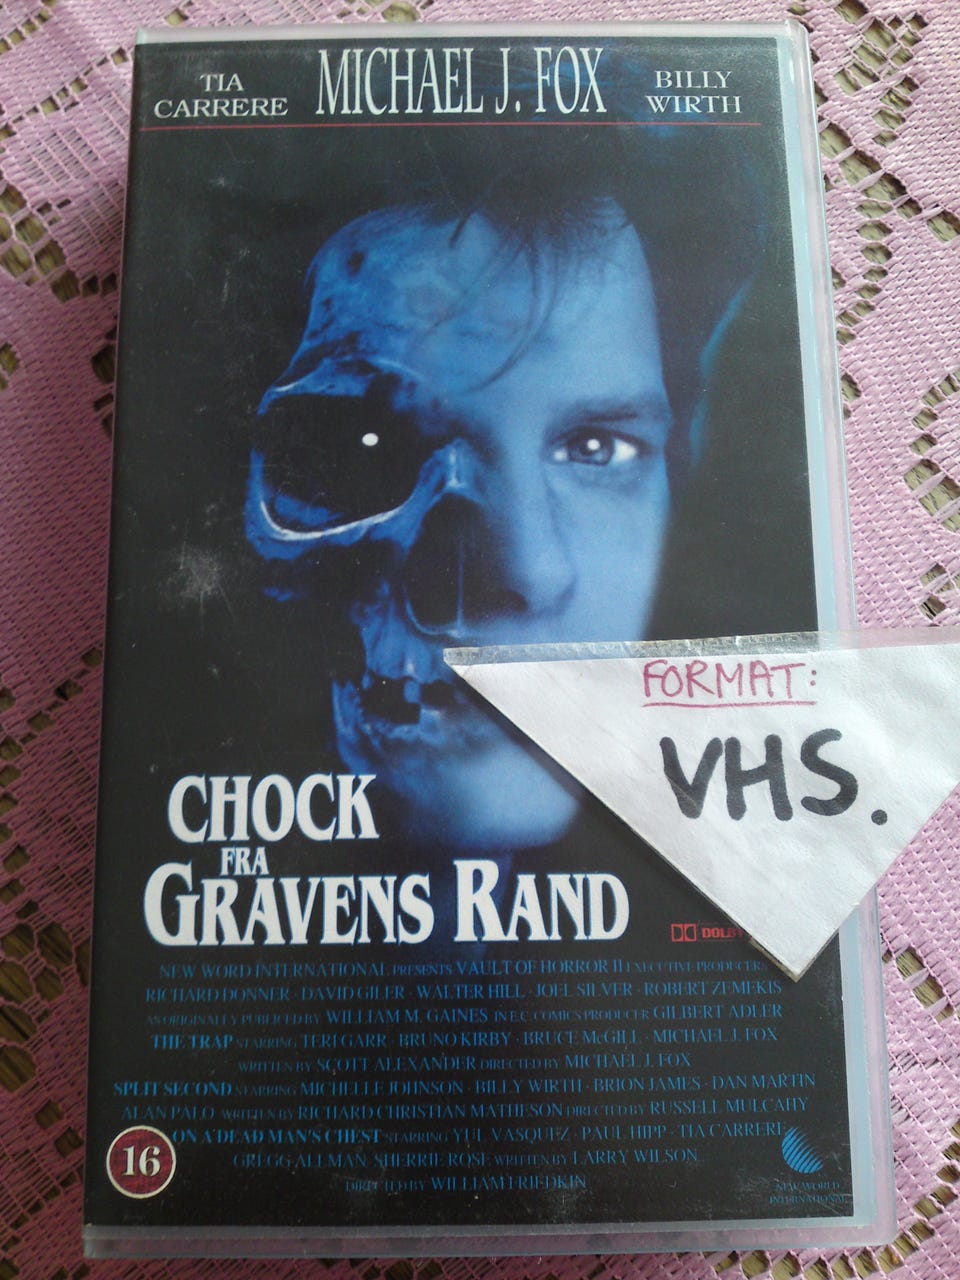 TIA
CARRERE
MICHAEL J. FOX
BILLY
WIRTH
FORMAT:
VHS.
CHOCK
FRA
GRAVENS RAND
DOLBY
NEW WORD INTERNATIONAL PRESENTS VAULT OF HORROR II EXECUTIVE PRODUCERS
RICHARD DONNER · DAVID GILER · WALTER HILL · JOEL SILVER · ROBERT ZEMEKIS
AS ORIGINALLY PUBLICED BY WILLIAM M. GAINES IN E.C. COMICS PRODUCER GILBERT ADLER
THE TRAP STARRING TERI GARR · BRUNO KIRBY · BRUCE McGILL · MICHAEL J. FOX
WRITTEN BY SCOTT ALEXANDER DIRECTED BY MICHAEL J. FOX
SPLIT SECOND STARRING MICHELLE JOHNSON · BILLY WIRTH · BRION JAMES · DAN MARTIN
ALAN PALO WRITTEN BY RICHARD CHRISTIAN MATHESON DIRECTED BY RUSSELL MULCAHY
ON A DEAD MAN'S CHEST STARRING YUL VASQUEZ · PAUL HIPP · TIA CARRERE
GREGG ALLMAN SHERRIE ROSE WRITTEN BY LARRY WILSON
DIRECTED BY WILLIAM FRIEDKIN
16
NEW WORLD
INTERNATIONAL